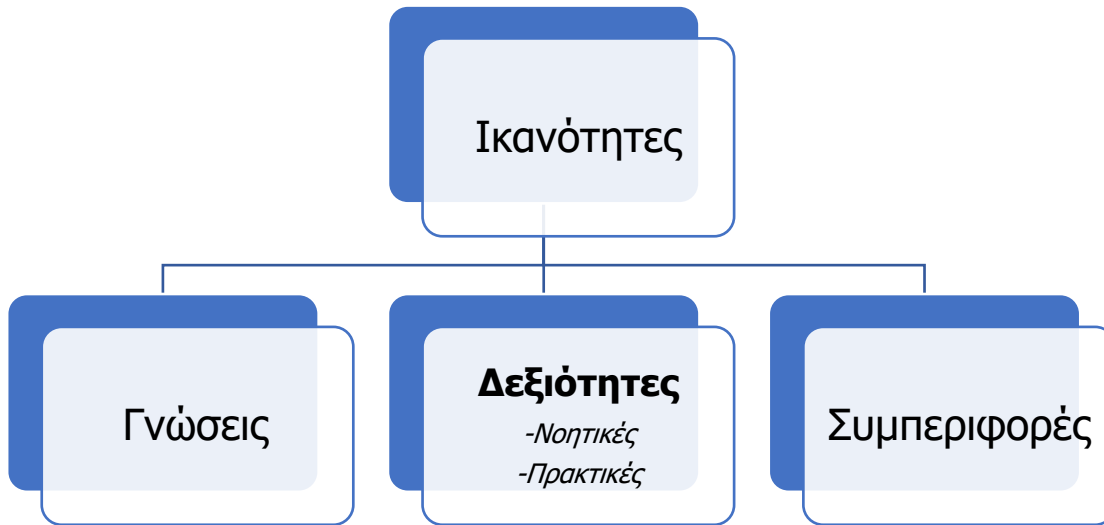 Ικανότητες
Γνώσεις
Δεξιότητες
-Νοητικές
-Πρακτικές
Συμπεριφορές